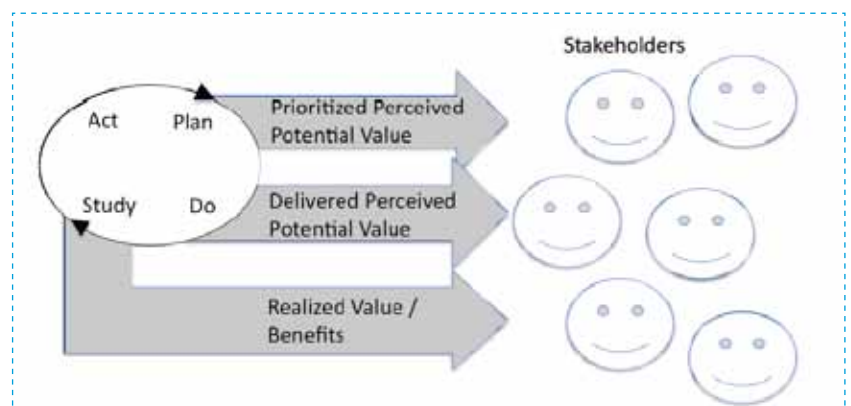 Stakeholders
Act
Plan
Study
Do
Prioritized Perceived
Potential Value
Delivered Perceived
Potential Value
Realized Value /
Benefits